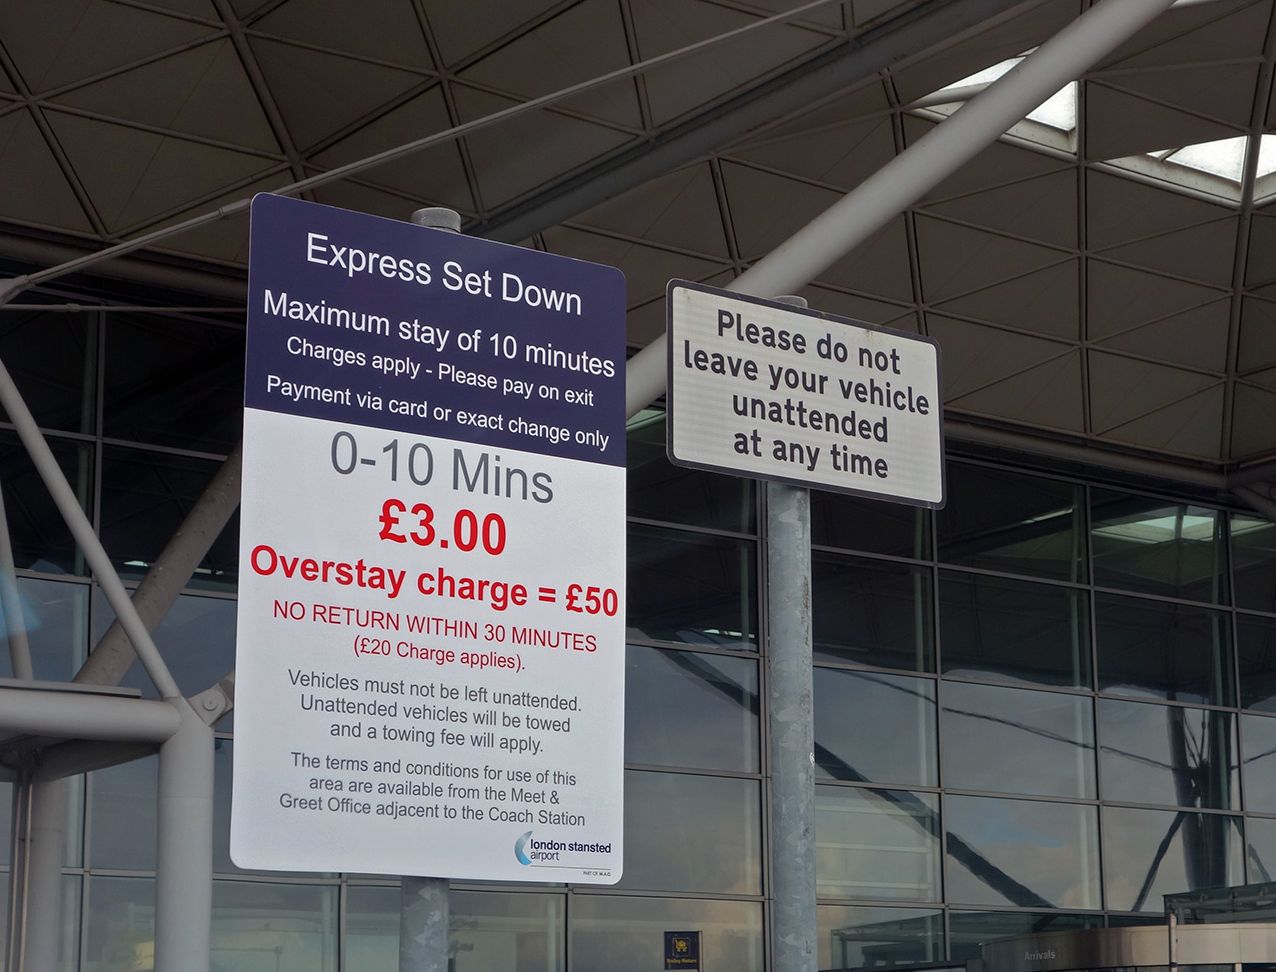 Express Set Down
Maximum stay of 10 minutes
Charges apply - Please pay on exit
Payment via card or exact change only
0-10 Mins
£3.00
Overstay charge = £50
NO RETURN WITHIN 30 MINUTES
(£20 Charge applies).
Vehicles must not be left unattended.
Unattended vehicles will be towed
and a towing fee will apply.
The terms and conditions for use of this
area are available from the Meet &
Greet Office adjacent to the Coach Station
london stansted
airport
PART OF M.A.G
Please do not
leave your vehicle
unattended
at any time
Arrivals